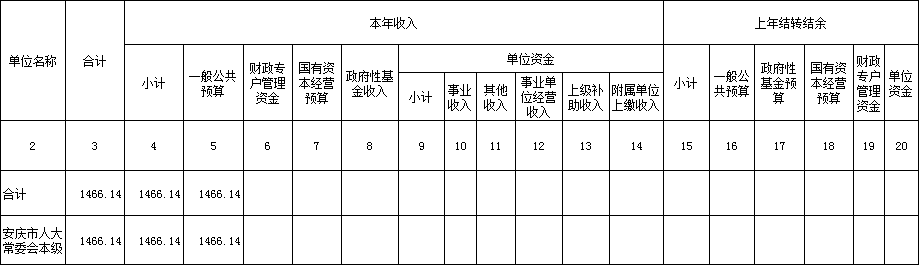 单位名称
合计
本年收入
上年结转结余
小计
一般公共
预算
财政专
户管理
资金
国有资
本经营
预算
政府性基
金收入
单位资金
小计
事业
收入
其他
收入
事业单
位经营
收入
上级补
助收入
附属单位
上缴收入
小计
一般公
共预算
政府性
基金预
算
国有资
本经营
预算
财政
专户
管理
资金
单位
资金
2 3 4 5 6 7 8 9 10 11 12 13 14 15 16 17 18 19 20
合计 1466.14 1466.14 1466.14
安庆市人大
常委会本级
1466.14 1466.14 1466.14